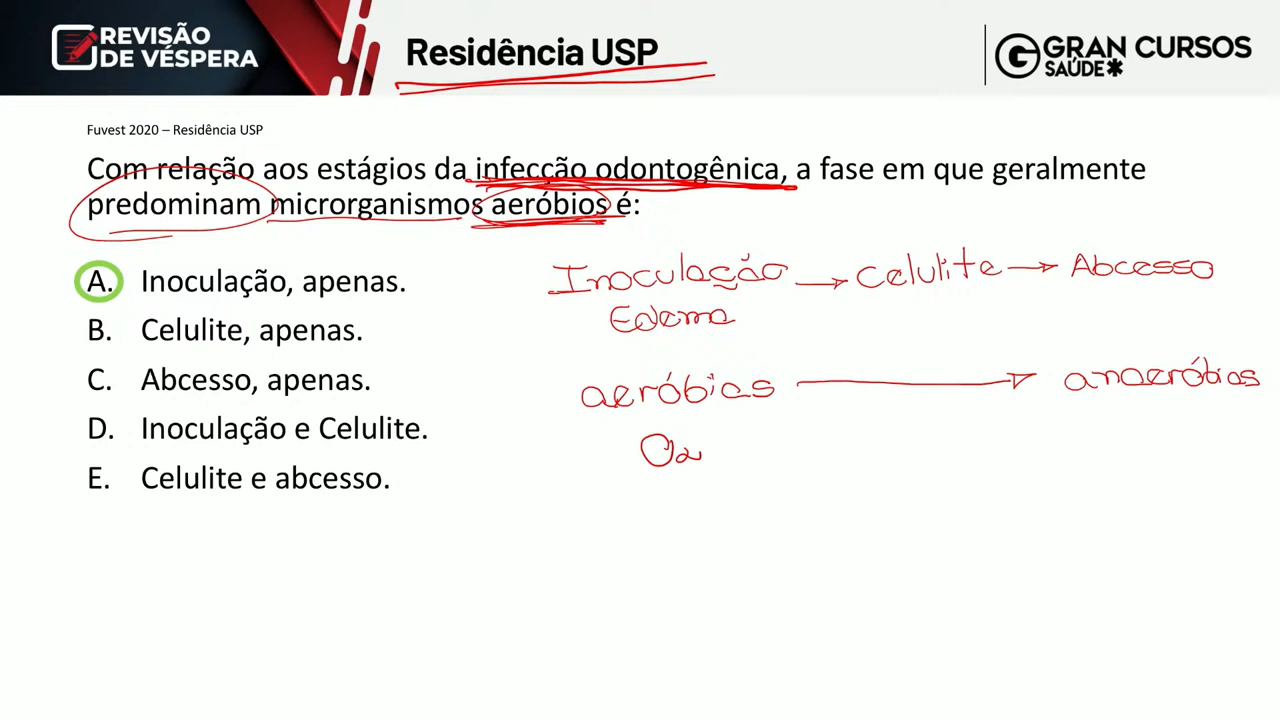 REVISÃO
DE VÉSPERA
Residência USP
GRAN CURSOS
SAÚDE
Fuvest 2020 – Residência USP
Com relação aos estágios da infecção odontogênica, a fase em que geralmente
predominam microrganismos aeróbios é:
A. Inoculação, apenas.
B. Celulite, apenas.
C. Abcesso, apenas.
D. Inoculação e Celulite.
E. Celulite e abcesso.
Inoculação → Celulite → Abcesso
Edema
aeróbias → anaeróbias
O2